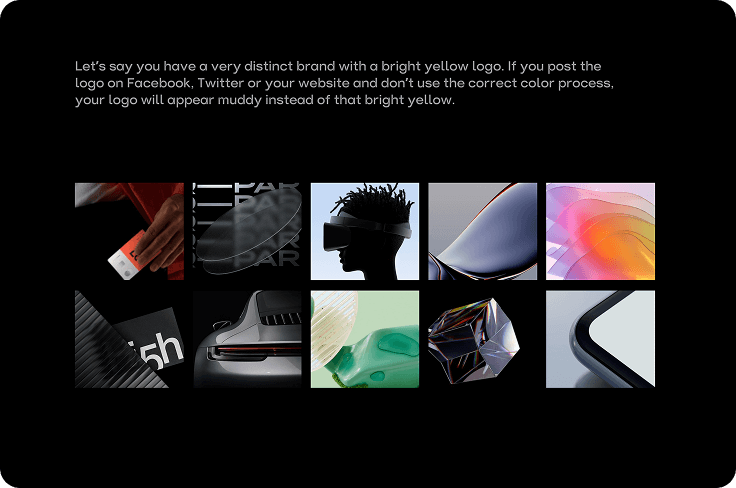 Let's say you have a very distinct brand with a bright yellow logo. If you post the
logo on Facebook, Twitter or your website and don't use the correct color process,
your logo will appear muddy instead of that bright yellow.
PAR
PAR
PAR
PAR
PAR
5h